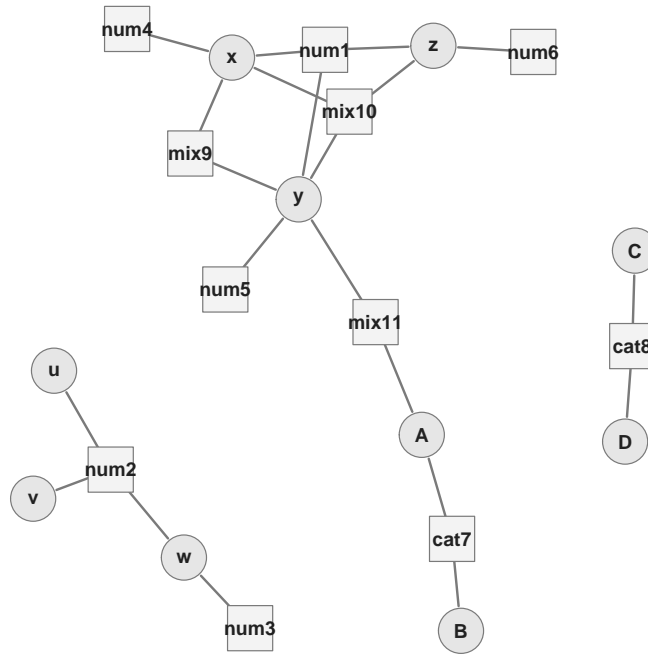 num4
x
num1
z
num6
mix10
mix9
y
C
num5
mix11
cat8
u
A
D
num2
v
cat7
w
num3
B